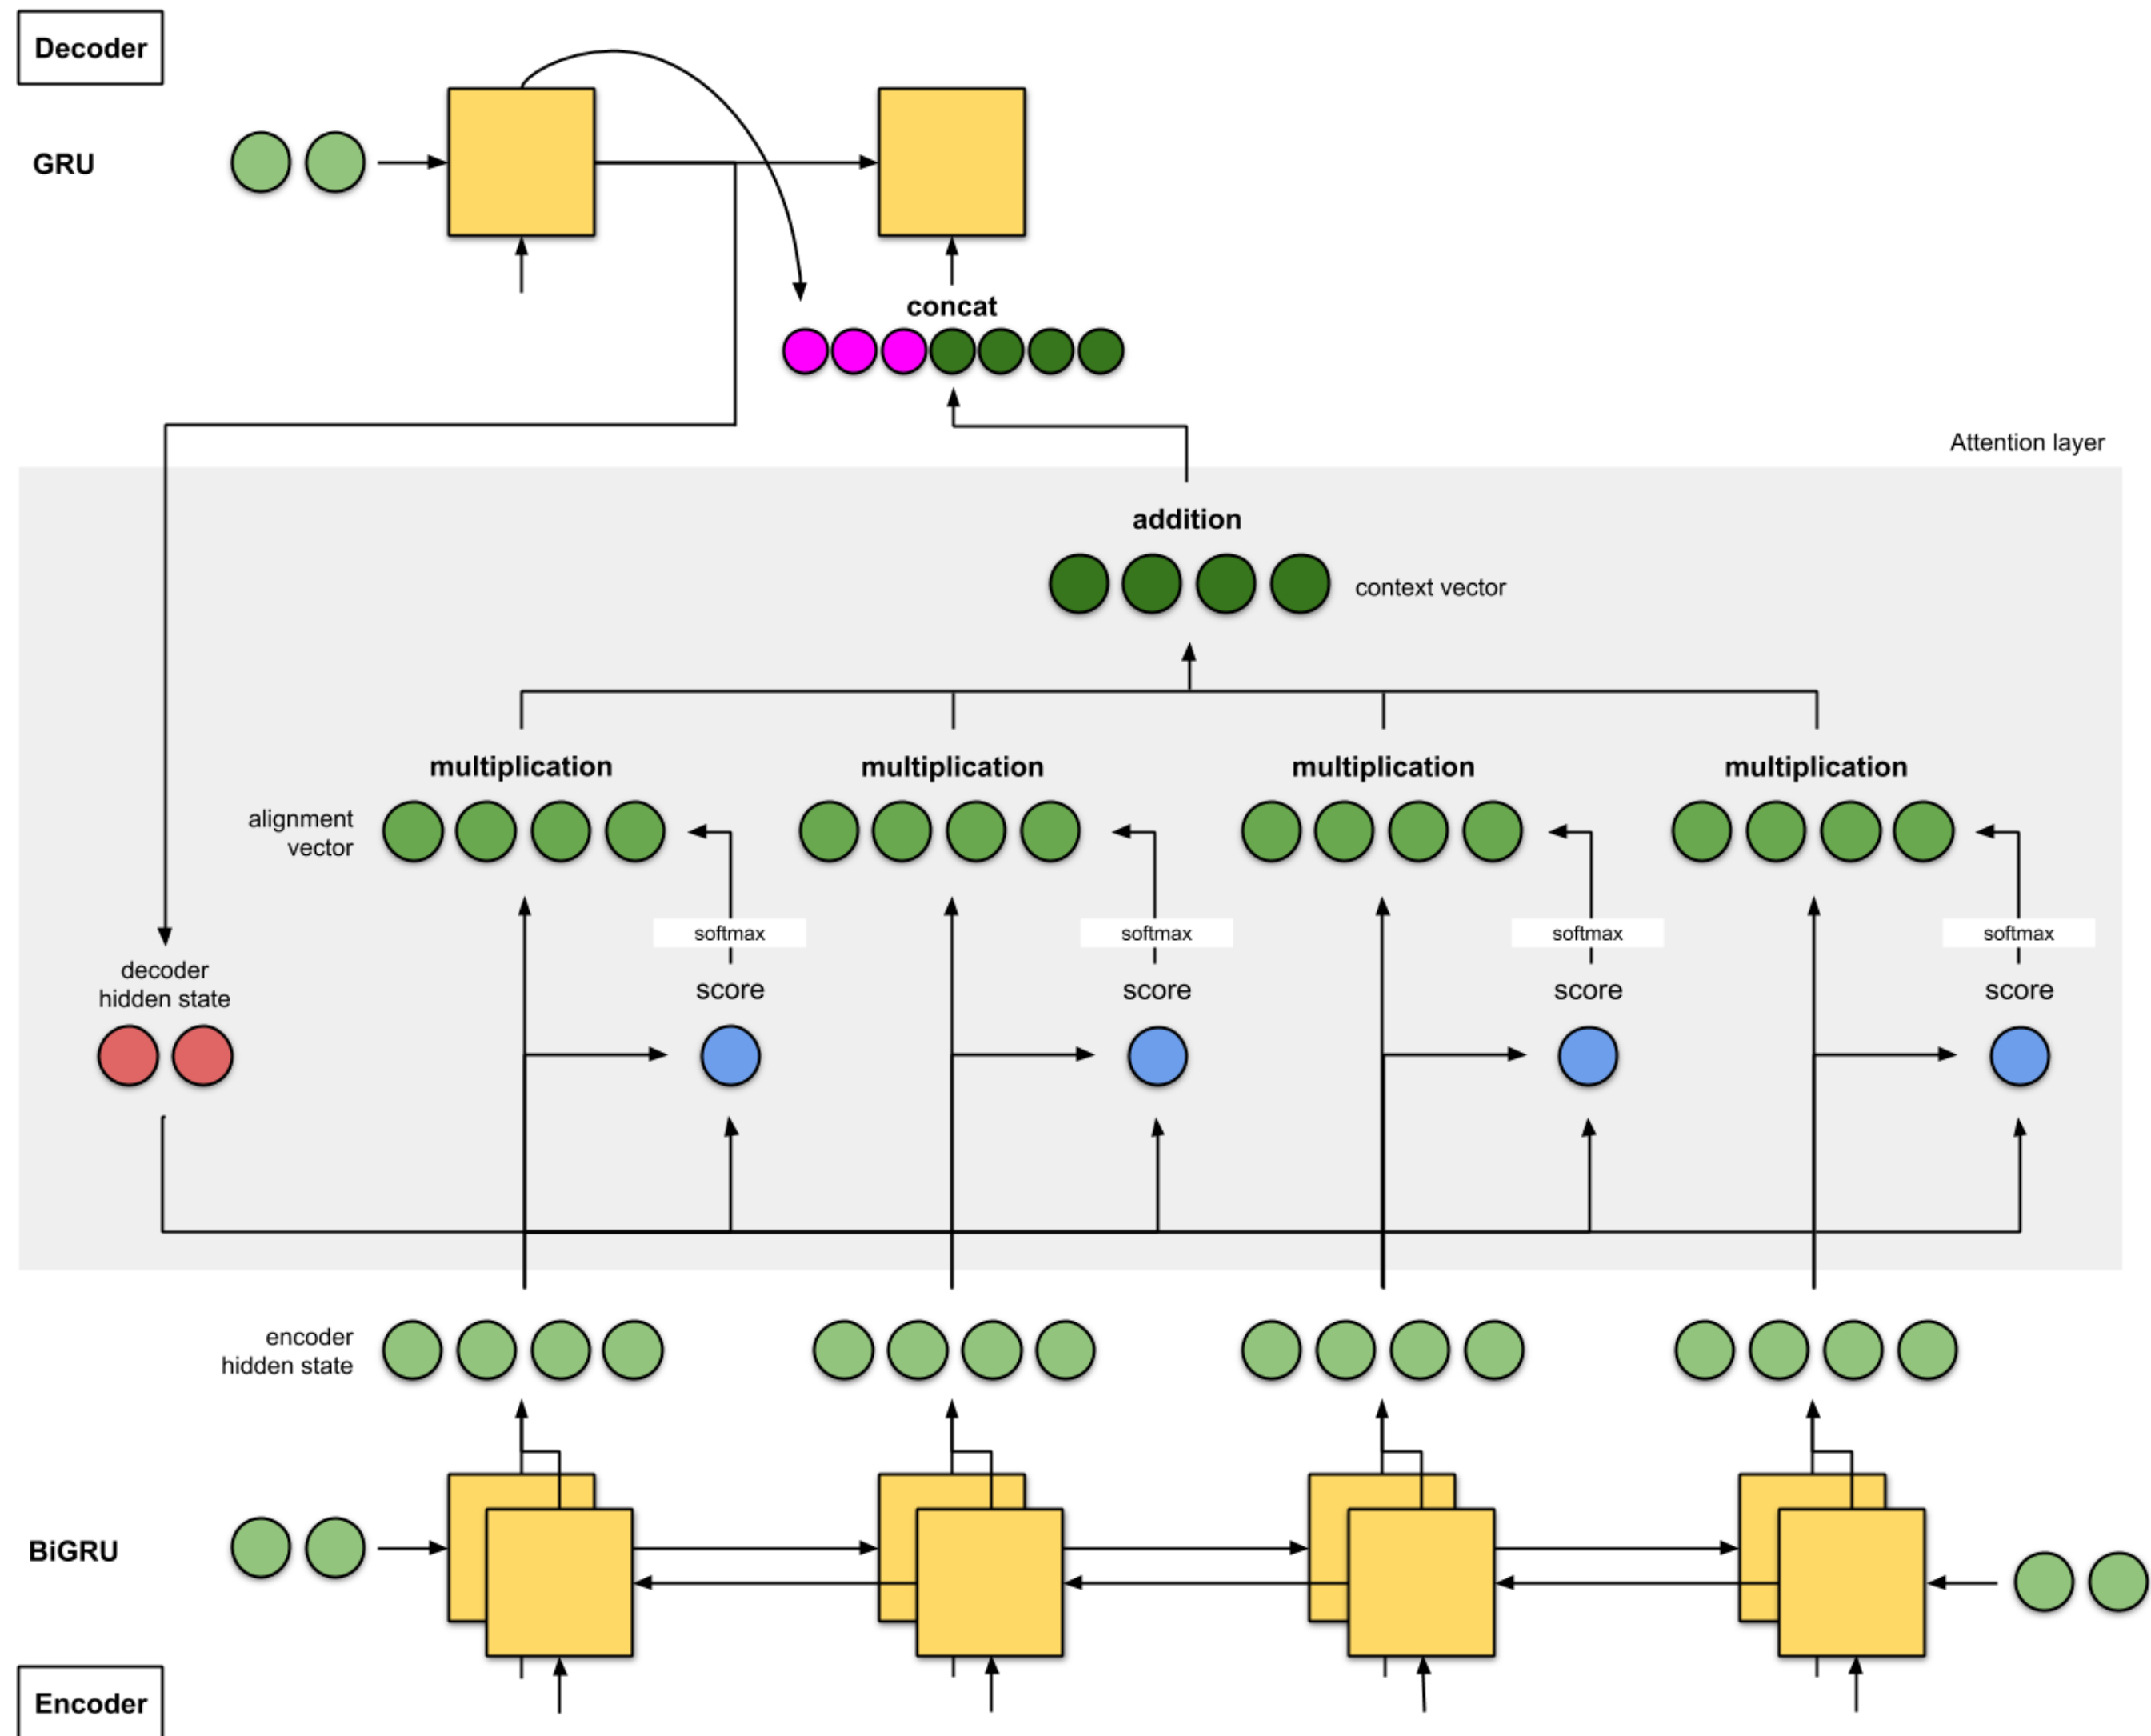 Decoder
GRU
concat
Attention layer
addition
context vector
multiplication
multiplication
multiplication
multiplication
alignment
vector
softmax
softmax
softmax
softmax
decoder
hidden state
score
score
score
score
encoder
hidden state
BiGRU
Encoder